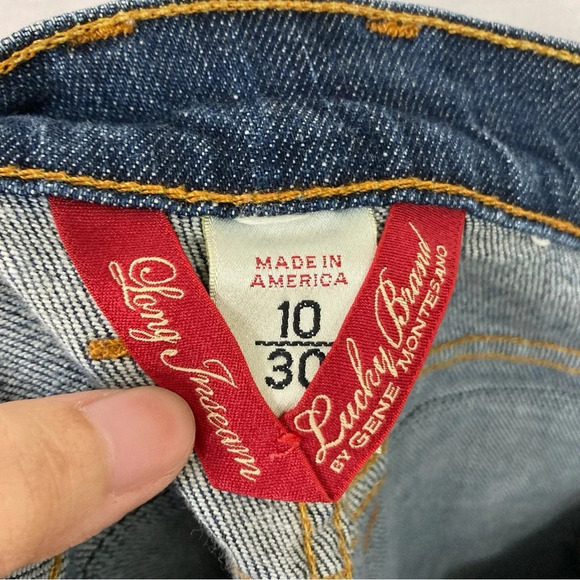 Long Inseam
MADE IN
AMERICA
10
30
Lucky Brand
BY GENE MONTESANO